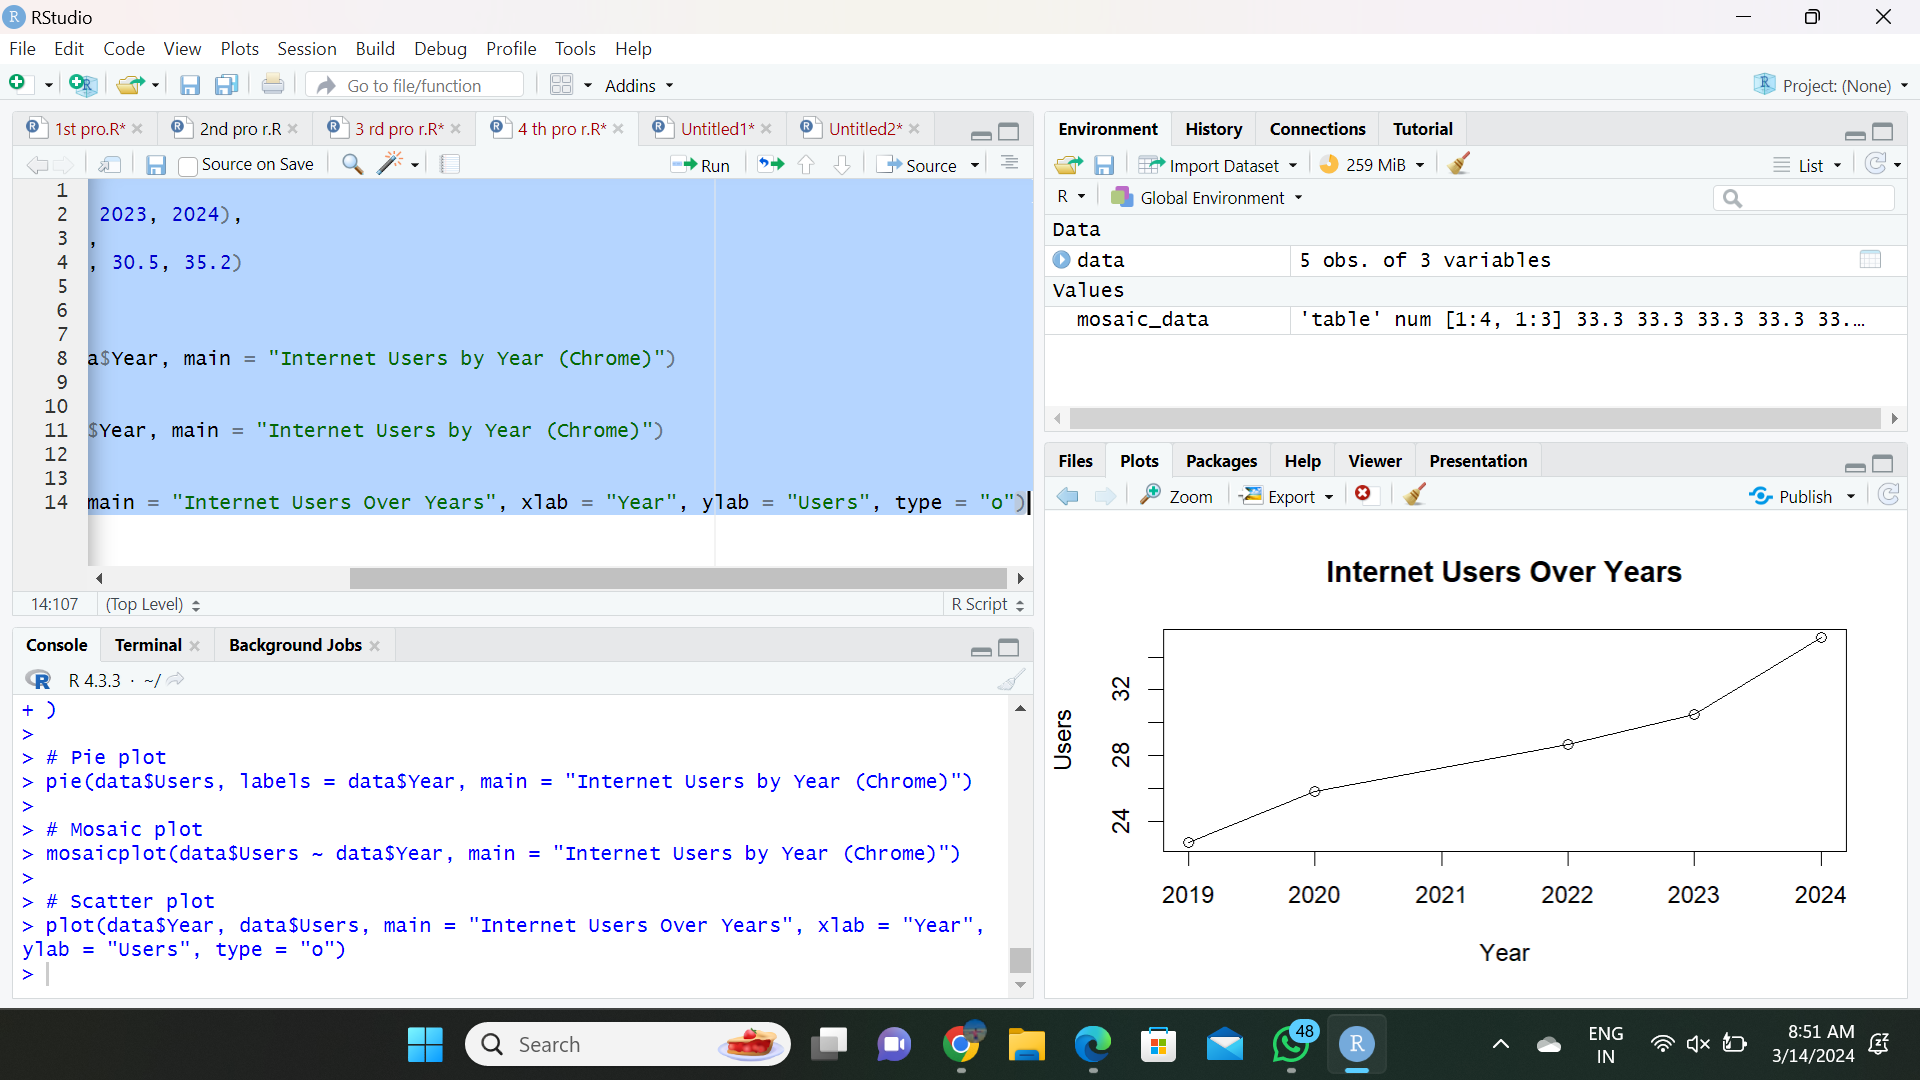 RStudio
File Edit Code View Plots Session Build Debug Profile Tools Help
Go to file/function Addins Project: (None)
1st pro.R* 2nd pro r.R 3 rd pro r.R* 4 th pro r.R* Untitled1* Untitled2*
Source on Save Run Source
1
2 2023, 2024),
3 ,
4 , 30.5, 35.2)
5
6
7
8 a$Year, main = "Internet Users by Year (Chrome)")
9
10
11 $Year, main = "Internet Users by Year (Chrome)")
12
13
14 main = "Internet Users Over Years", xlab = "Year", ylab = "Users", type = "o")
14:107 (Top Level) R Script
Console Terminal Background Jobs
R 4.3.3 · ~/
+ )
>
> # Pie plot
> pie(data$Users, labels = data$Year, main = "Internet Users by Year (Chrome)")
>
> # Mosaic plot
> mosaicplot(data$Users ~ data$Year, main = "Internet Users by Year (Chrome)")
>
> # Scatter plot
> plot(data$Year, data$Users, main = "Internet Users Over Years", xlab = "Year",
ylab = "Users", type = "o")
>
Environment History Connections Tutorial
Import Dataset 259 MiB List
R Global Environment
Data
data 5 obs. of 3 variables
Values
mosaic_data 'table' num [1:4, 1:3] 33.3 33.3 33.3 33.3 33....
Files Plots Packages Help Viewer Presentation
Zoom Export Publish
Internet Users Over Years
Users
32
28
24
2019 2020 2021 2022 2023 2024
Year
Search
48
R
ENG
IN
8:51 AM
3/14/2024